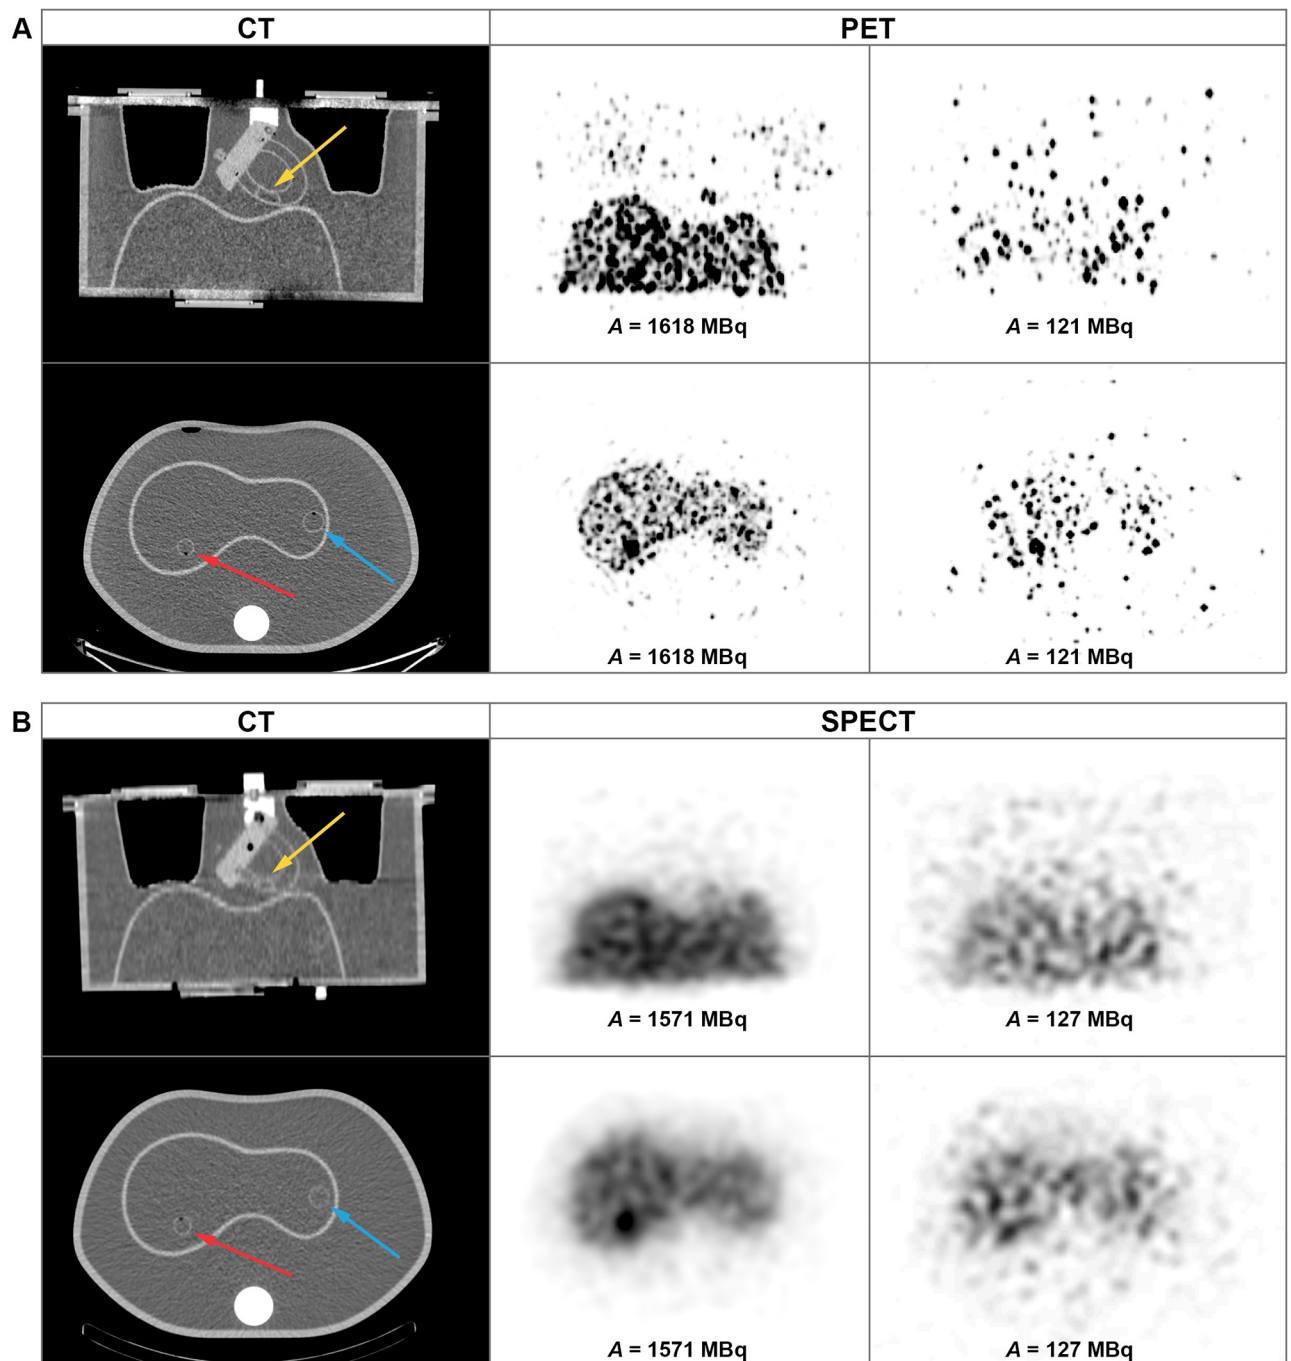 A
CT
PET
A = 1618 MBq
A = 121 MBq
A = 1618 MBq
A = 121 MBq
B
CT
SPECT
A = 1571 MBq
A = 127 MBq
A = 1571 MBq
A = 127 MBq